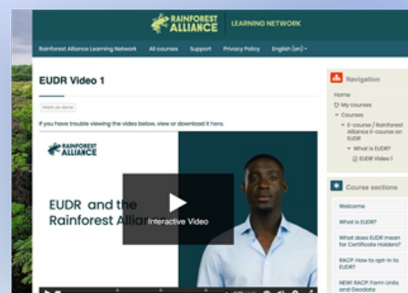 RAINFOREST
ALLIANCE
LEARNING NETWORK
Rainforest Alliance Learning Network
All courses
Support
Privacy Policy
English (en)
EUDR Video 1
Mark as done
If you have trouble viewing the video below, view or download it here.
RAINFOREST
ALLIANCE
EUDR and the
Rainforest Alliance
Interactive Video
Navigation
Home
My courses
Courses
E-course / Rainforest
Alliance E-course on
EUDR
What is EUDR?
EUDR Video 1
Course sections
Welcome
What is EUDR?
What does EUDR mean
for Certificate Holders?
RACP: How to opt-in to
EUDR?
NEW! RACP: Farm Units
and Geodata